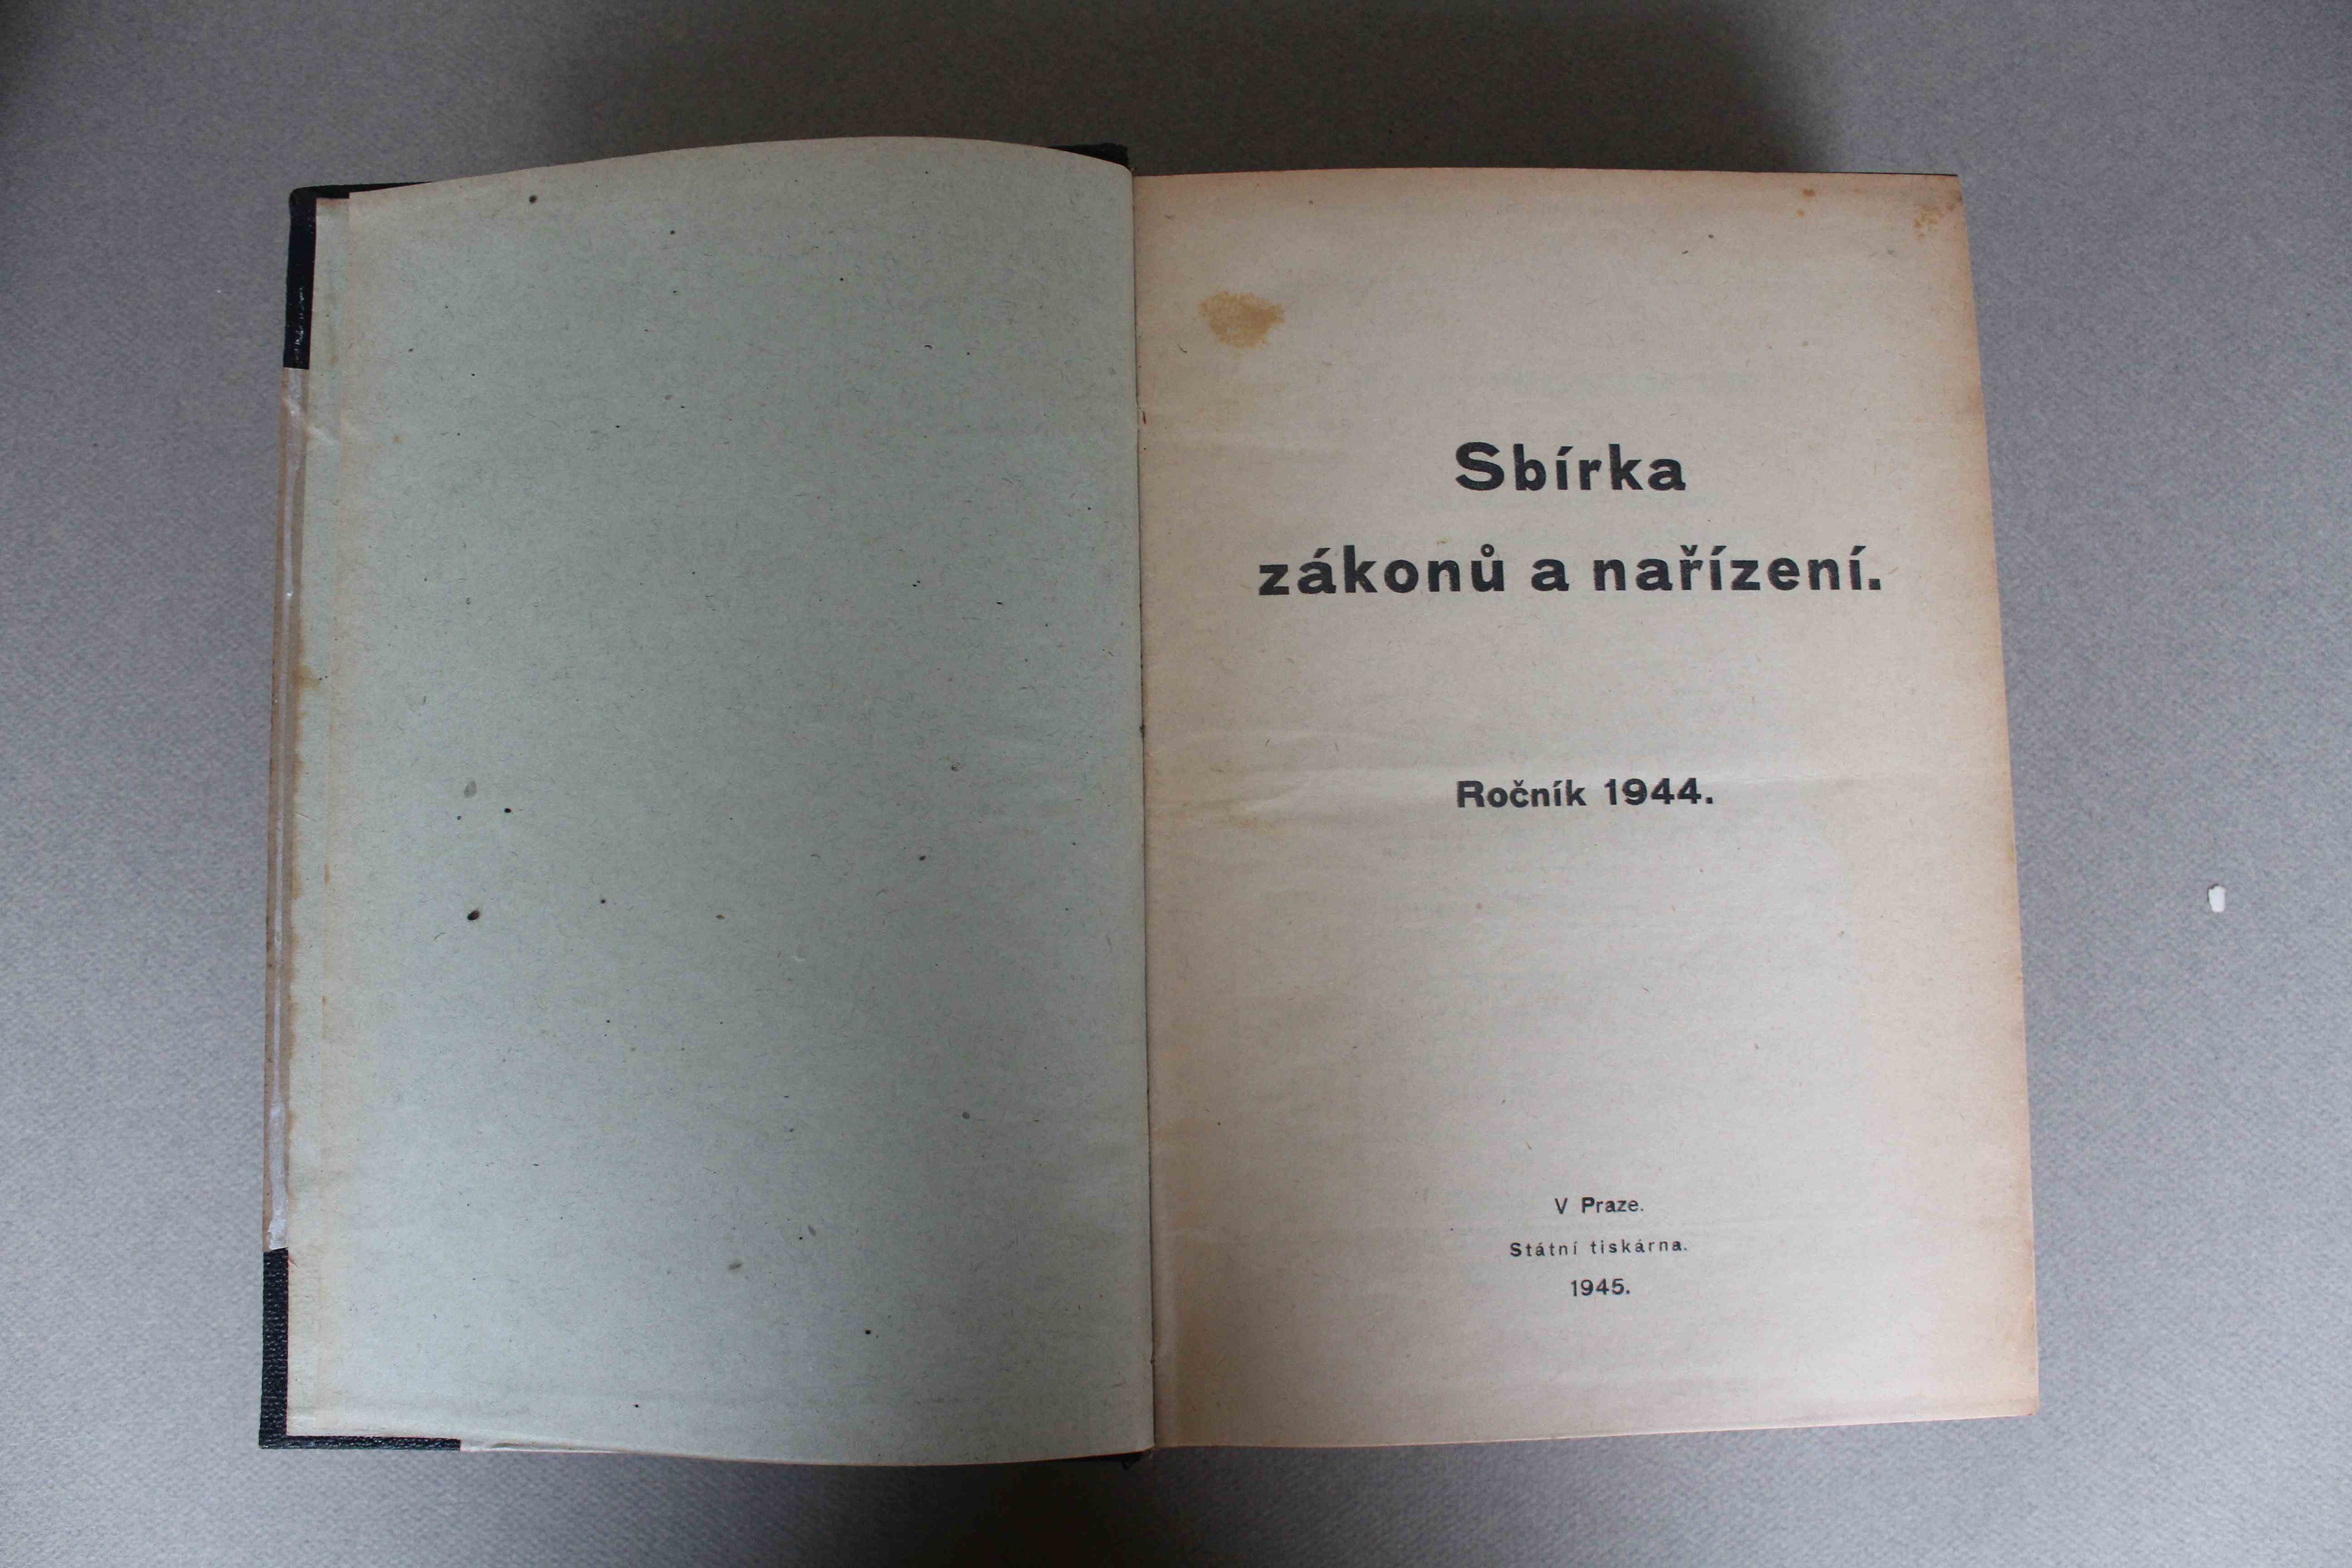 Sbírka
zákonů a nařízení.
Ročník 1944.
V Praze.
Státní tiskárna.
1945.